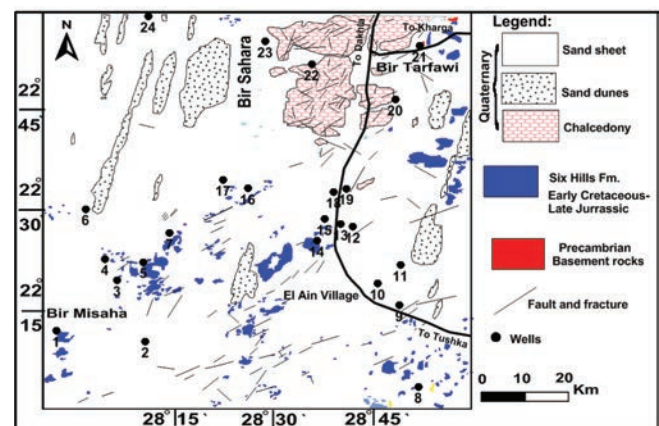 N
24
23
22
21
20
19
18
17
16
15
14
13
12
11
10
9
8
7
6
5
4
3
2
1
Bir Sahara
To Dakhla
To Kharga
Bir Tarfawi
El Ain Village
Bir Misaha
To Tushka
22° 45
22° 30
22° 15
28° 15
28° 30
28° 45
Legend:
Quaternary
Sand sheet
Sand dunes
Chalcedony
Six Hills Fm.
Early Cretaceous-
Late Jurrassic
Precambrian
Basement rocks
Fault and fracture
Wells
0 10 20
Km